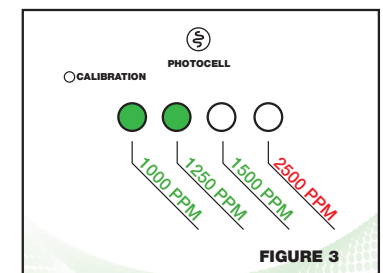 PHOTOCELL
CALIBRATION
1000 PPM
1250 PPM
1500 PPM
2500 PPM
FIGURE 3